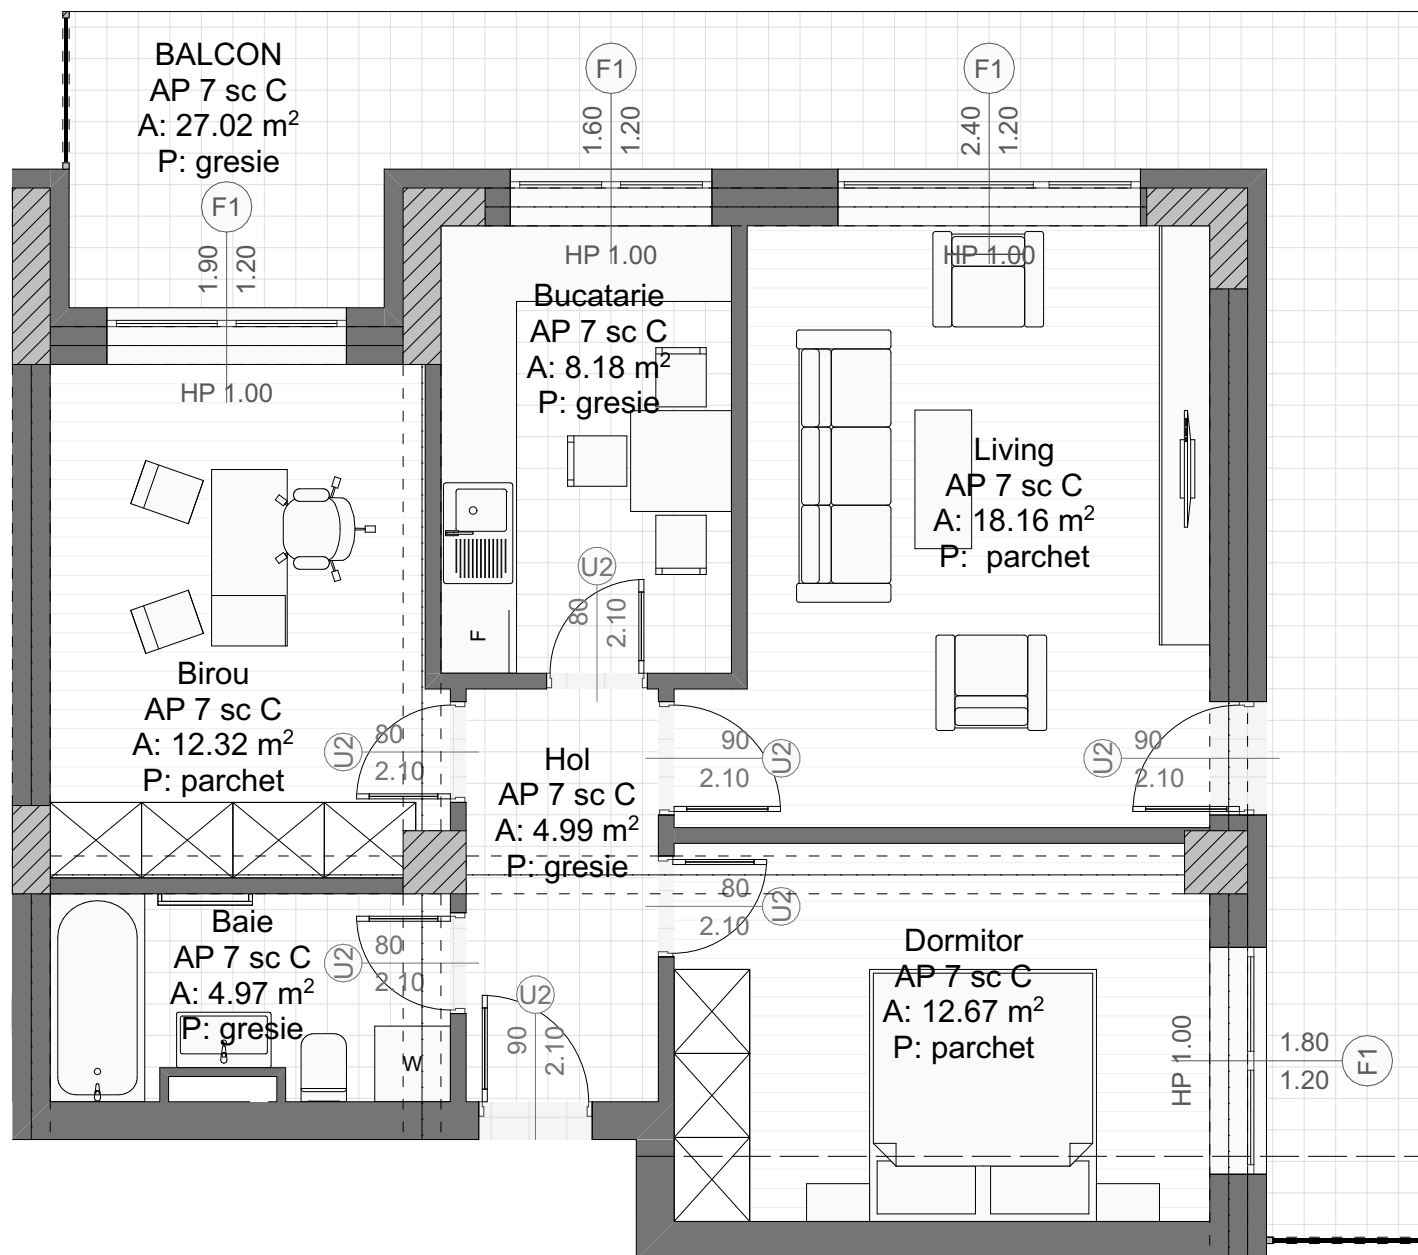 BALCON
AP 7 sc C
A: 27.02 m²
P: gresie
F1
1.90
1.20
HP 1.00
F1
1.60
1.20
HP 1.00
F1
2.40
1.20
HP 1.00
Bucatarie
AP 7 sc C
A: 8.18 m²
P: gresie
Living
AP 7 sc C
A: 18.16 m²
P: parchet
F
U2
80
2.10
Birou
AP 7 sc C
A: 12.32 m²
P: parchet
U2
80
2.10
Hol
AP 7 sc C
A: 4.99 m²
P: gresie
90
2.10
U2
U2
90
2.10
80
2.10
U2
Baie
AP 7 sc C
A: 4.97 m²
P: gresie
U2
80
2.10
W
U2
90
2.10
Dormitor
AP 7 sc C
A: 12.67 m²
P: parchet
HP 1.00
1.80
1.20
F1